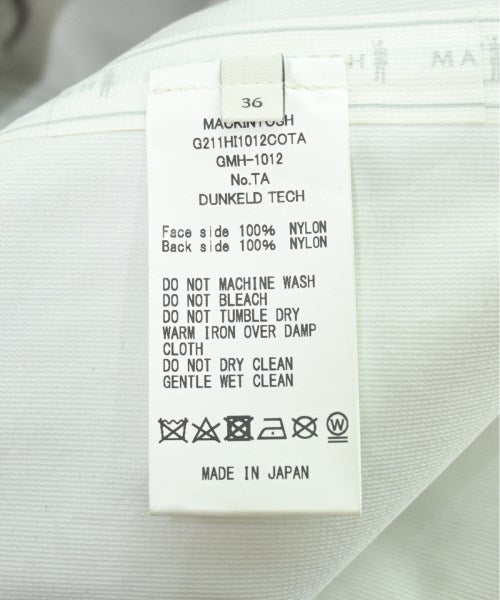 MA
36
MACKINTOSH
G211HI1012COTA
GMH-1012
No.TA
DUNKELD TECH
Face side 100% NYLON
Back side 100% NYLON
DO NOT MACHINE WASH
DO NOT BLEACH
DO NOT TUMBLE DRY
WARM IRON OVER DAMP
CLOTH
DO NOT DRY CLEAN
GENTLE WET CLEAN
W
MADE IN JAPAN